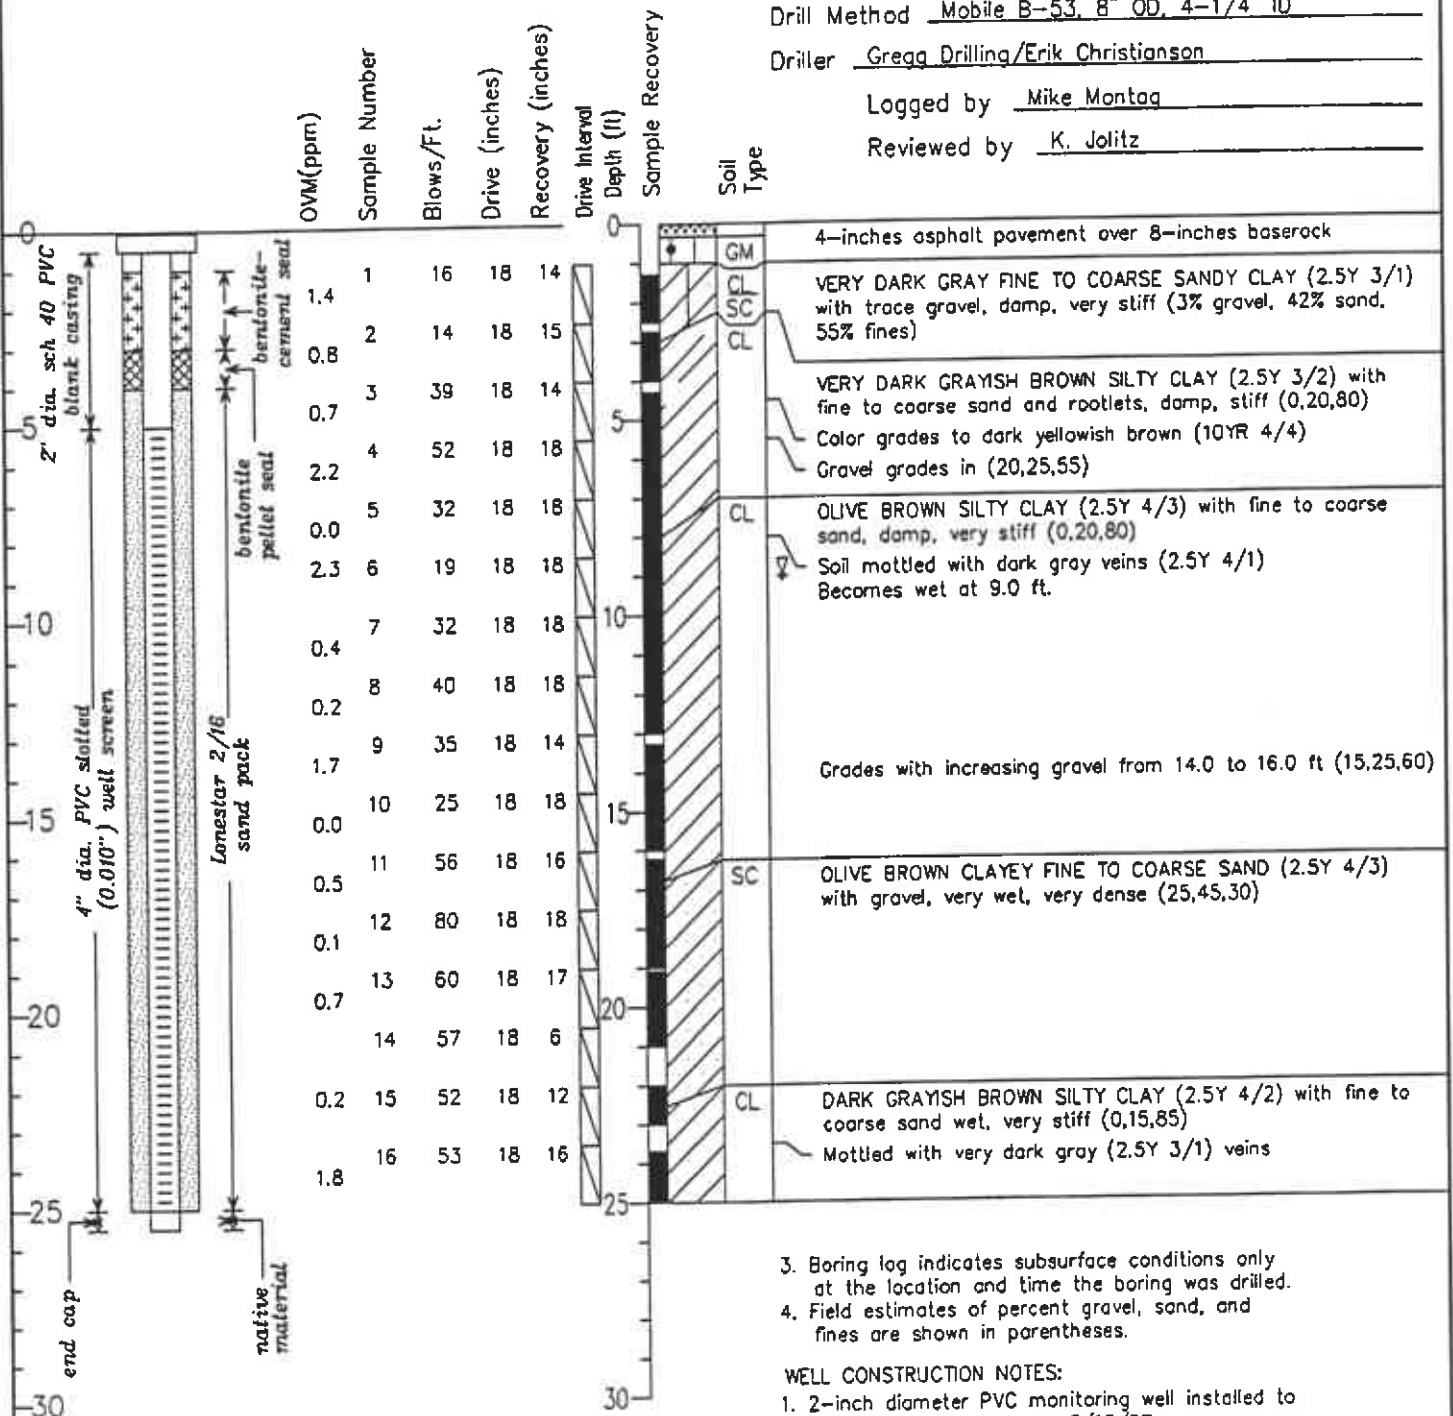 Drill Method Mobile B-53, 8" OD, 4-1/4" ID
Driller Gregg Drilling/Erik Christianson
Logged by Mike Montag
Reviewed by K. Jolitz
OVM(ppm)
Sample Number
Blows/Ft.
Drive (inches)
Recovery (inches)
Drive Interval
Depth (ft)
Sample Recovery
Soil Type
0
5
10
15
20
25
30
2" dia. sch 40 PVC
blank casing
bentonite-
cement seal
bentonite
pellet seal
4" dia. PVC slotted
(0.010") well screen
Lonestar 2/16
sand pack
end cap
native
material
1 16 18 14
1.4
2 14 18 15
0.8
3 39 18 14
0.7
4 52 18 18
2.2
5 32 18 18
0.0
2.3 6 19 18 18
7 32 18 18
0.4
8 40 18 18
0.2
9 35 18 14
1.7
10 25 18 18
0.0
11 56 18 16
0.5
12 80 18 18
0.1
13 60 18 17
0.7
14 57 18 6
0.2 15 52 18 12
16 53 18 16
1.8
0
5
10
15
20
25
30
GM
CL
SC
CL
CL
SC
CL
4-inches asphalt pavement over 8-inches baserock
VERY DARK GRAY FINE TO COARSE SANDY CLAY (2.5Y 3/1)
with trace gravel, damp, very stiff (3% gravel, 42% sand,
55% fines)
VERY DARK GRAYISH BROWN SILTY CLAY (2.5Y 3/2) with
fine to coarse sand and rootlets, damp, stiff (0,20,80)
Color grades to dark yellowish brown (10YR 4/4)
Gravel grades in (20,25,55)
OLIVE BROWN SILTY CLAY (2.5Y 4/3) with fine to coarse
sand, damp, very stiff (0,20,80)
Soil mottled with dark gray veins (2.5Y 4/1)
Becomes wet at 9.0 ft.
Grades with increasing gravel from 14.0 to 16.0 ft (15,25,60)
OLIVE BROWN CLAYEY FINE TO COARSE SAND (2.5Y 4/3)
with gravel, very wet, very dense (25,45,30)
DARK GRAYISH BROWN SILTY CLAY (2.5Y 4/2) with fine to
coarse sand wet, very stiff (0,15,85)
Mottled with very dark gray (2.5Y 3/1) veins
3. Boring log indicates subsurface conditions only
at the location and time the boring was drilled.
4. Field estimates of percent gravel, sand, and
fines are shown in parentheses.
WELL CONSTRUCTION NOTES:
1. 2-inch diameter PVC monitoring well installed to